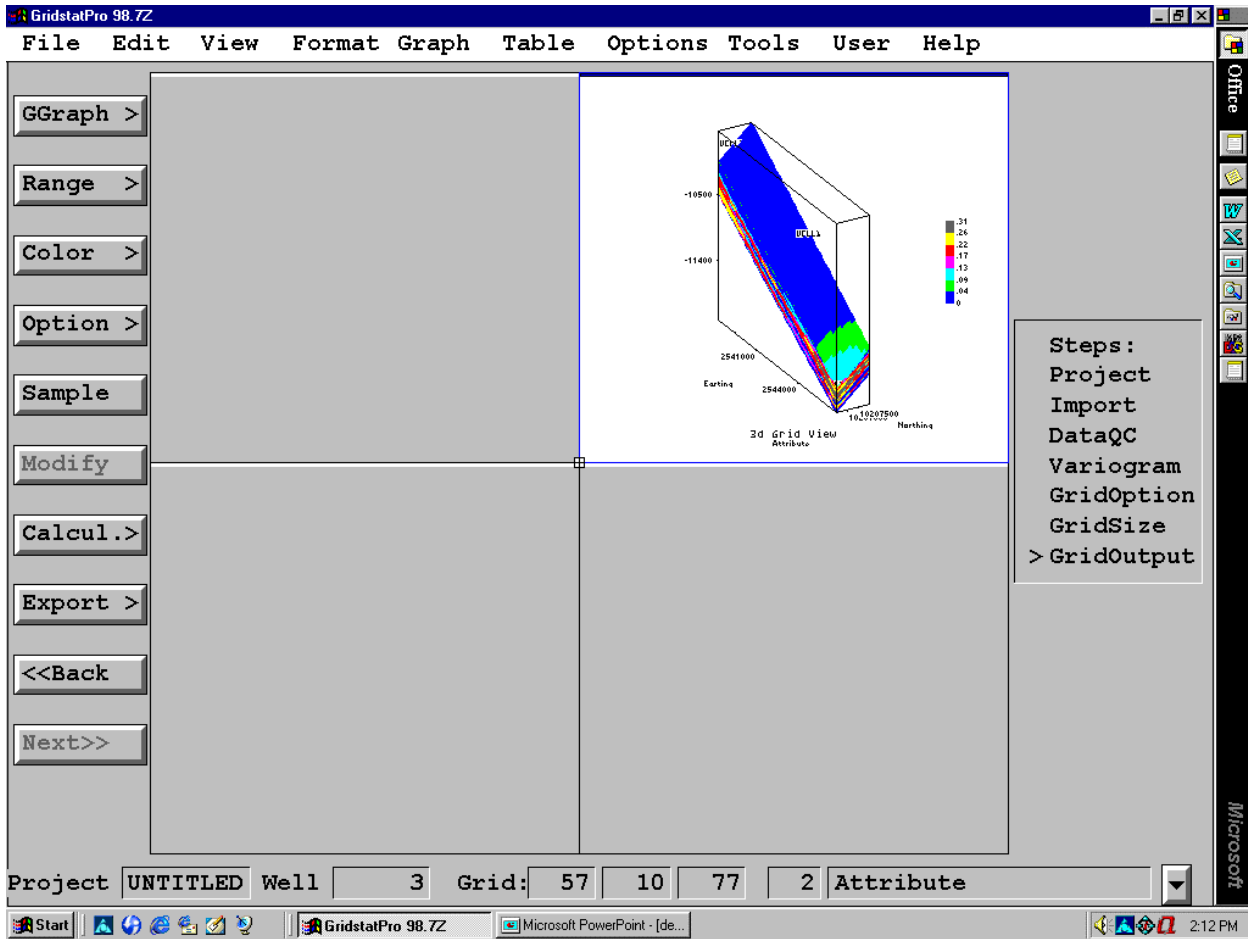 GridstatPro 98.7Z
File Edit View Format Graph Table Options Tools User Help
GGraph >
Range >
Color >
Option >
Sample
Modify
Calcul.>
Export >
<<Back
Next>>
-10500
-11400
2541000
2544000
Easting
10207500
Northing
3d Grid View
Attribute
.31
.26
.22
.17
.13
.09
.04
0
Steps:
Project
Import
DataQC
Variogram
GridOption
GridSize
> GridOutput
Project UNTITLED Well 3 Grid: 57 10 77 2 Attribute
Office
Microsoft
Start
GridstatPro 98.7Z
Microsoft PowerPoint - [de...
2:12 PM